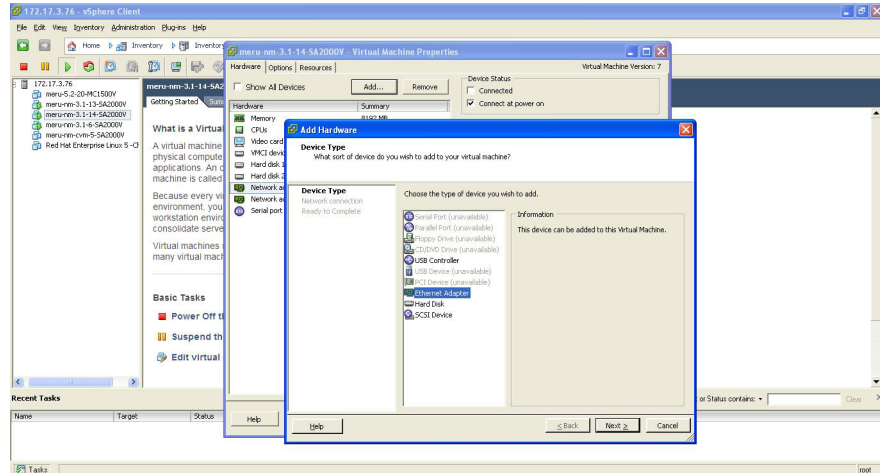 172.17.3.76 - vSphere Client
File Edit View Inventory Administration Plug-ins Help
Home Inventory Inventory
172.17.3.76
meru-5.2-20-MC1500V
meru-nm-3.1-13-SA2000V
meru-nm-3.1-14-SA2000V
meru-nm-3.1-6-SA2000V
meru-nm-cvm-5-SA2000V
Red Hat Enterprise Linux 5 -
meru-nm-3.1-14-SA2
Getting Started
What is a Virtual
A virtual machine
physical compute
applications. An o
machine is called
Because every vi
environment, you
workstation enviro
consolidate serve
Virtual machines
many virtual mach
Basic Tasks
Power Off t
Suspend th
Edit virtual
meru-nm-3.1-14-SA2000V - Virtual Machine Properties
Hardware Options Resources
Virtual Machine Version: 7
Show All Devices
Add...
Remove
Hardware Summary
Memory 8192 MB
CPUs
Video card
VMCI devic
Hard disk 1
Hard disk 2
Network a
Network a
Serial port
Device Status
Connected
Connect at power on
Help
Add Hardware
Device Type
What sort of device do you wish to add to your virtual machine?
Device Type
Network connection
Ready to Complete
Choose the type of device you wish to add.
Serial Port (unavailable)
Parallel Port (unavailable)
Floppy Drive (unavailable)
CD/DVD Drive (unavailable)
USB Controller
USB Device (unavailable)
PCI Device (unavailable)
Ethernet Adapter
Hard Disk
SCSI Device
Information
This device can be added to this Virtual Machine.
Help
< Back
Next >
Cancel
Recent Tasks
or Status contains:
Clear
Name Target Status
Tasks
root